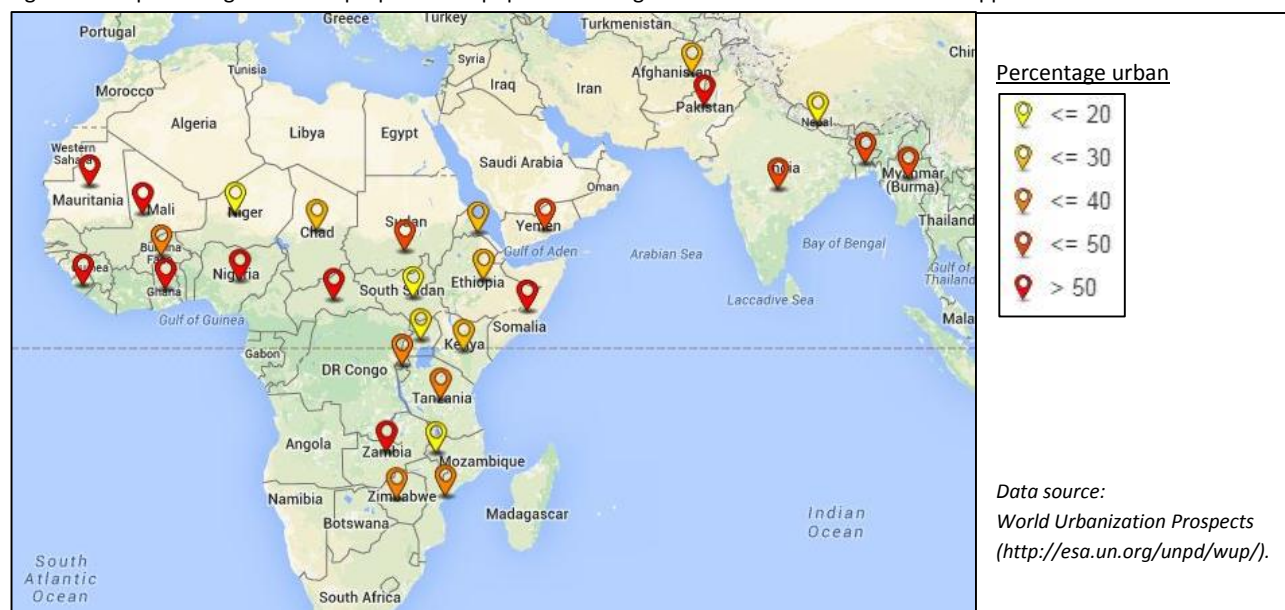 Portugal
Greece
Turkey
Turkmenistan
Syria
Afghanistan
Tunisia
Iraq
Iran
Morocco
Pakistan
Algeria
Libya
Egypt
Nepal
Western
Saudi Arabia
India
Oman
Mauritania
Mali
Niger
Myanmar
(Burma)
Chad
Sudan
Yemen
Thailand
Gulf of Aden
Arabian Sea
Bay of Bengal
Nigeria
Ethiopia
South Sudan
Ghana
Gulf of
Thailand
Laccadive Sea
Gulf of Guinea
Somalia
Gabon
Kenya
DR Congo
Tanzania
Angola
Zambia
Mozambique
Namibia
Zimbabwe
Madagascar
Botswana
Indian
Ocean
South
Atlantic
Ocean
South Africa
Percentage urban
<= 20
<= 30
<= 40
<= 50
> 50
Data source:
World Urbanization Prospects
(http://esa.un.org/unpd/wup/).